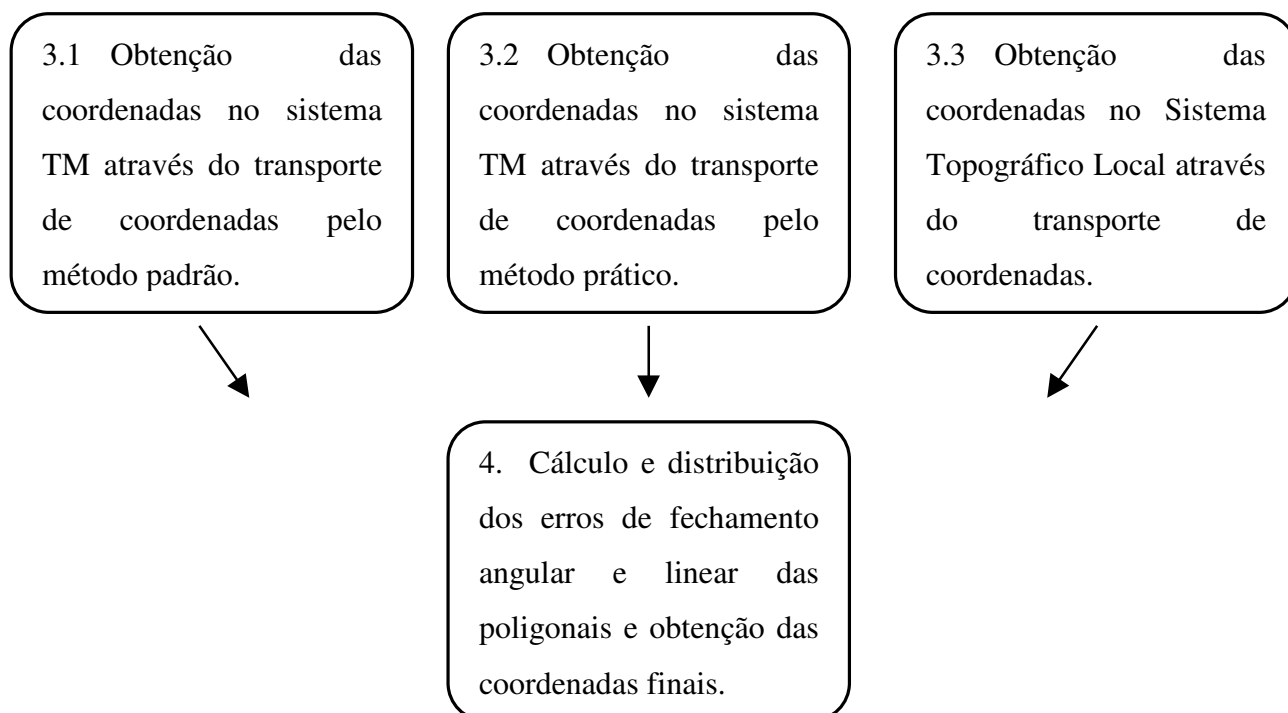 3.1 Obtenção das
coordenadas no sistema
TM através do transporte
de coordenadas pelo
método padrão.
3.2 Obtenção das
coordenadas no sistema
TM através do transporte
de coordenadas pelo
método prático.
3.3 Obtenção das
coordenadas no Sistema
Topográfico Local através
do transporte de
coordenadas.
4. Cálculo e distribuição
dos erros de fechamento
angular e linear das
poligonais e obtenção das
coordenadas finais.